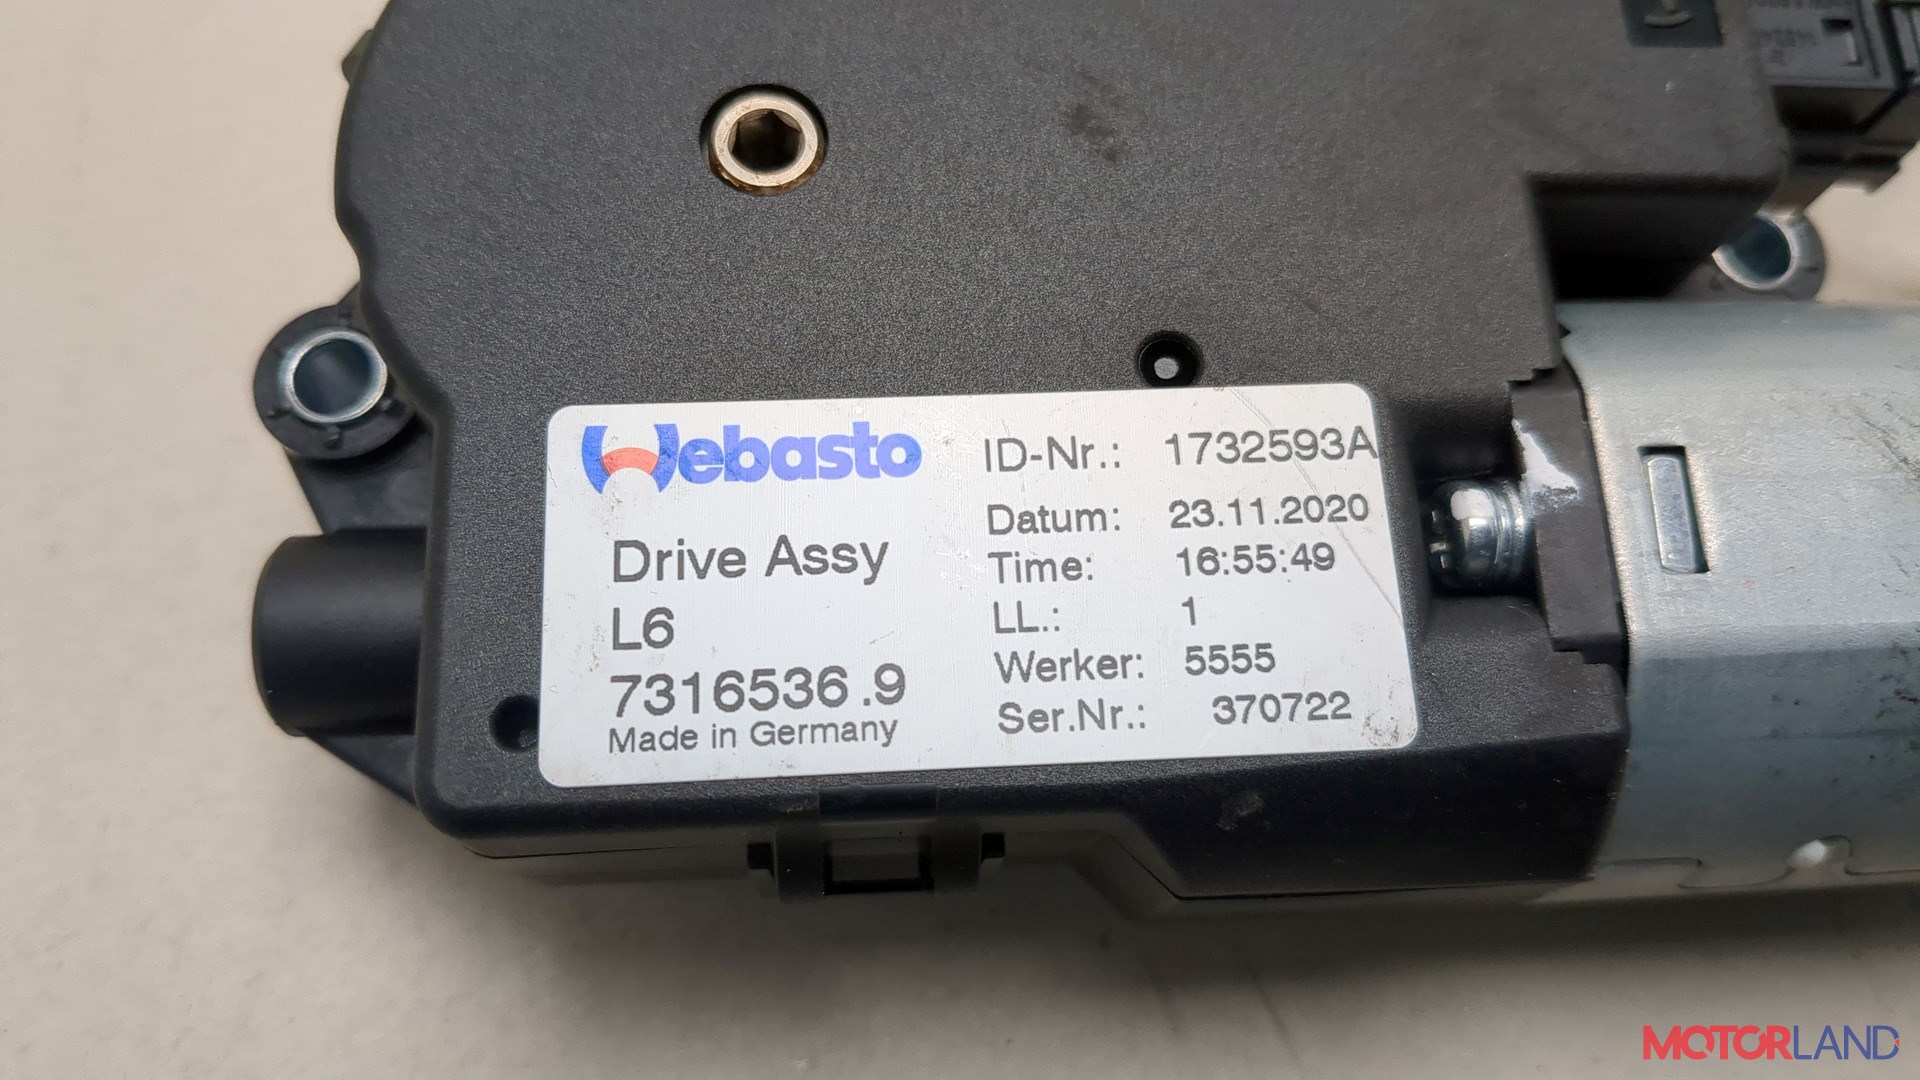 Webasto
Drive Assy
L6
7316536.9
Made in Germany
ID-Nr.: 1732593A
Datum: 23.11.2020
Time: 16:55:49
LL.: 1
Werker: 5555
Ser.Nr.: 370722
MOTORLAND